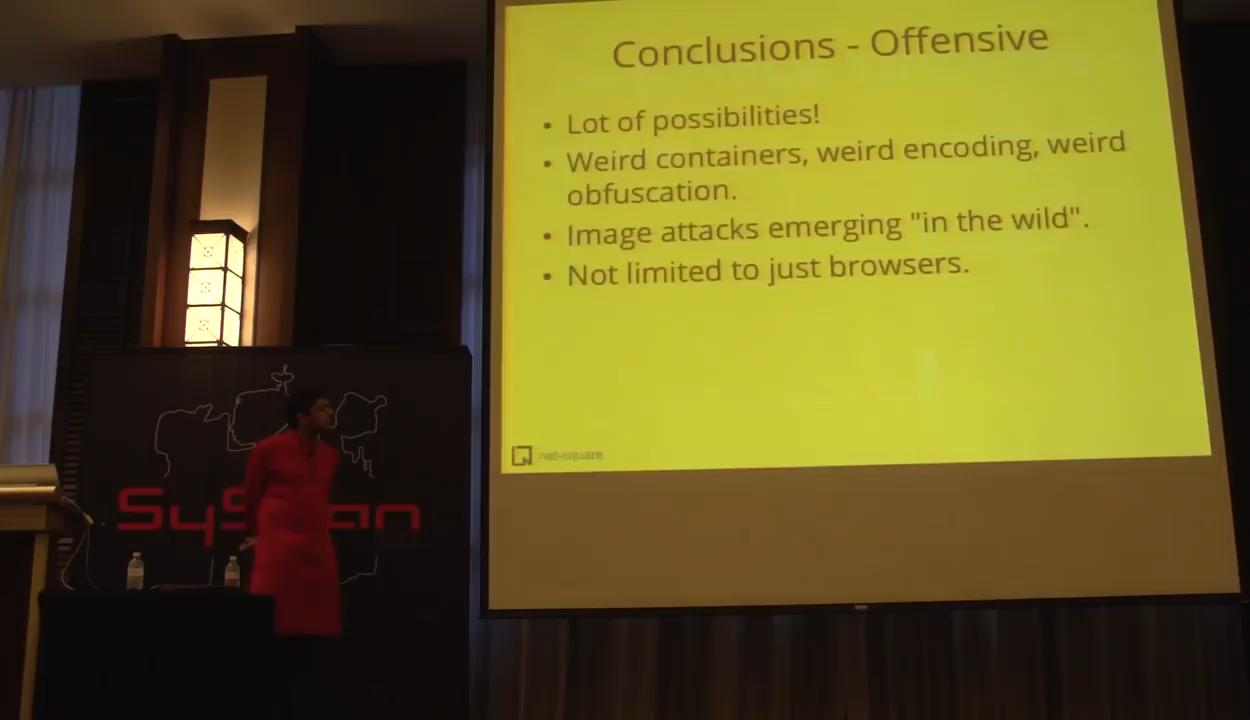 Conclusions - Offensive
• Lot of possibilities!
• Weird containers, weird encoding, weird
obfuscation.
• Image attacks emerging "in the wild".
• Not limited to just browsers.
net-square